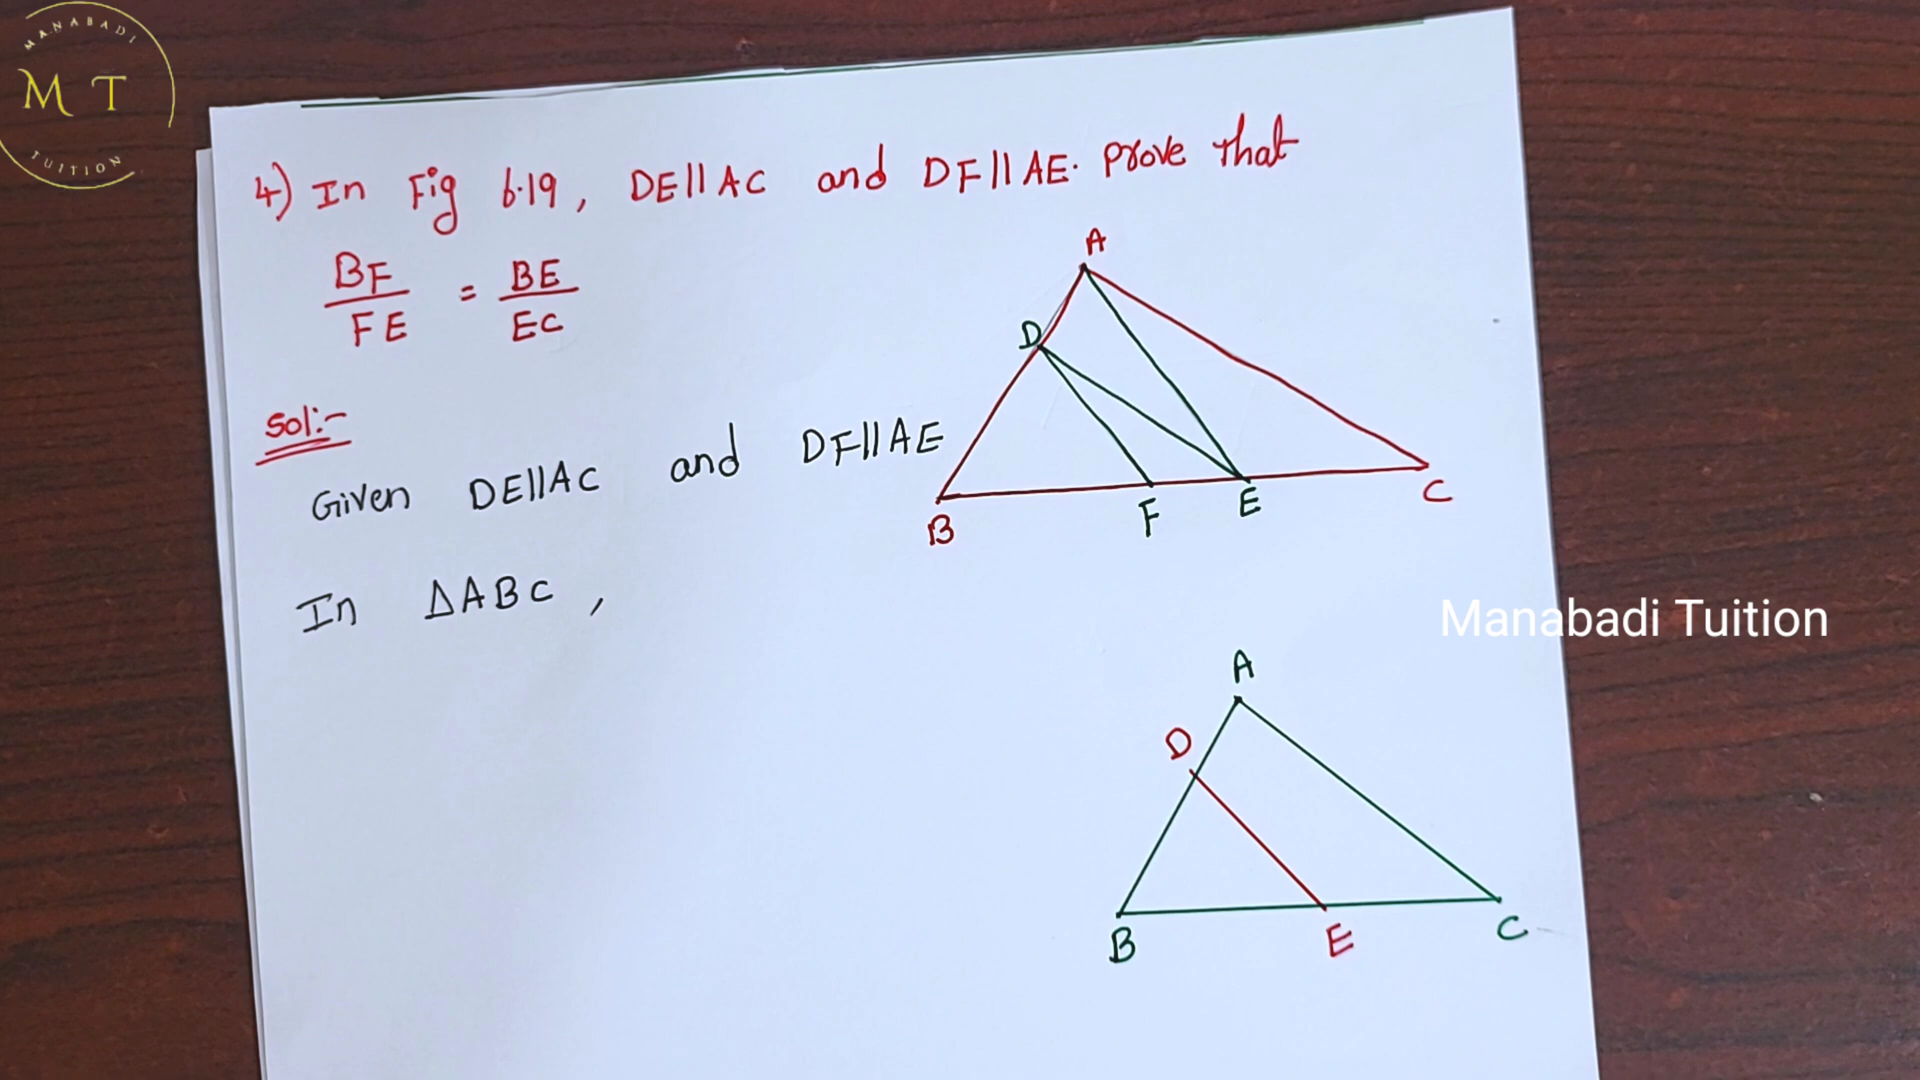 MANABADI
M T
TUITION
4) In Fig 6.19, DE||AC and DF||AE. Prove that
BF/FE = BE/EC
A
D
B
F
E
C
Sol:-
Given DE||AC and DF||AE
In ΔABC,
Manabadi Tuition
A
D
B
E
C